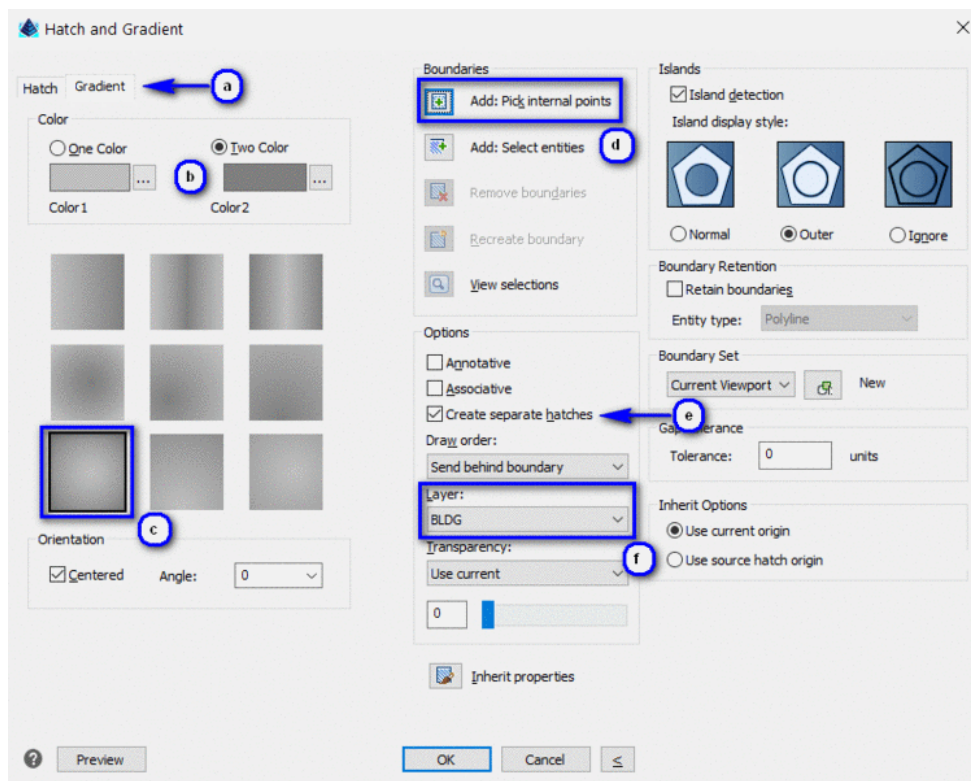 Hatch and Gradient
Hatch
Gradient
a
Color
One Color
Two Color
...
b
...
Color1
Color2
c
Orientation
Centered
Angle:
0
Boundaries
Add: Pick internal points
d
Add: Select entities
Remove boundaries
Recreate boundary
View selections
Options
Annotative
Associative
Create separate hatches
e
Draw order:
Send behind boundary
Layer:
BLDG
Transparency:
f
Use current
0
Inherit properties
Islands
Island detection
Island display style:
Normal
Outer
Ignore
Boundary Retention
Retain boundaries
Entity type:
Polyline
Boundary Set
Current Viewport
New
Tolerance:
0
units
Inherit Options
Use current origin
Use source hatch origin
?
Preview
OK
Cancel
<